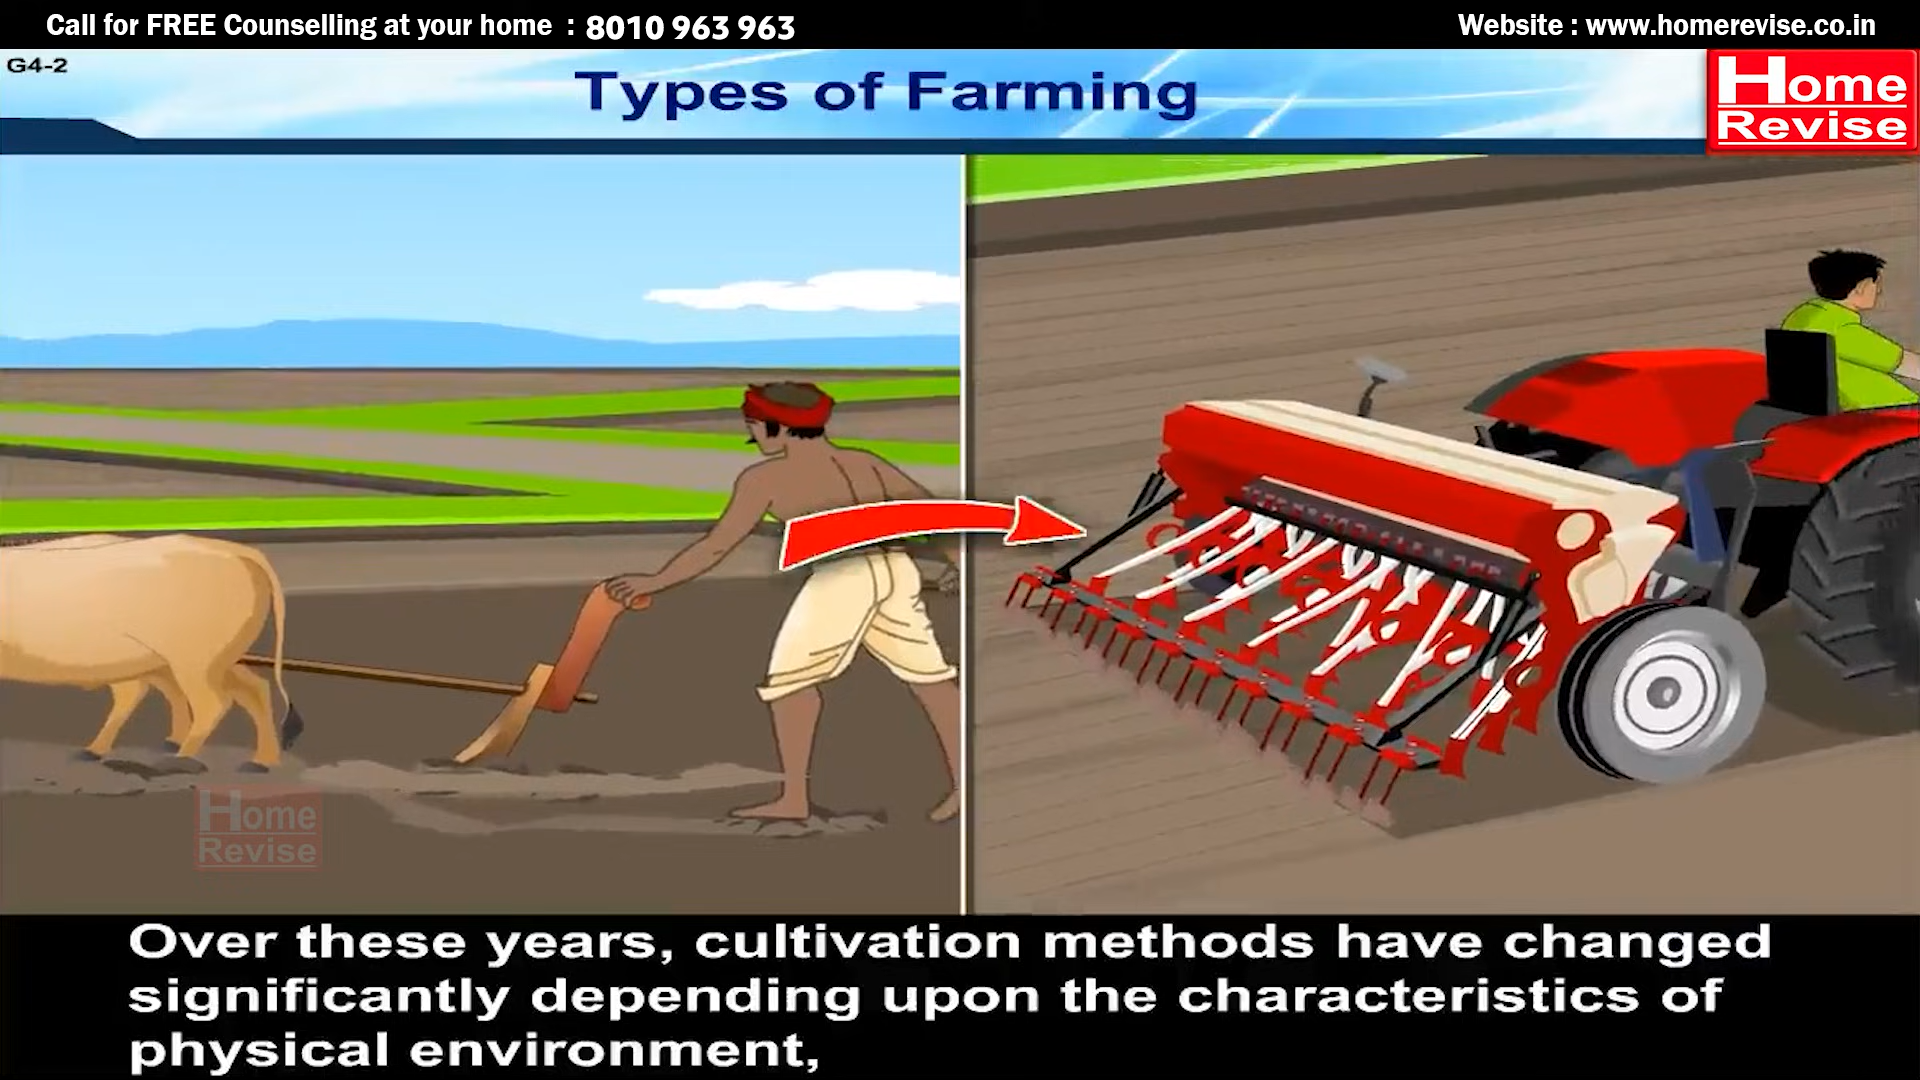 Call for FREE Counselling at your home : 8010 963 963
Website : www.homerevise.co.in
G4-2
Types of Farming
Home
Revise
Home
Revise
Over these years, cultivation methods have changed
significantly depending upon the characteristics of
physical environment,